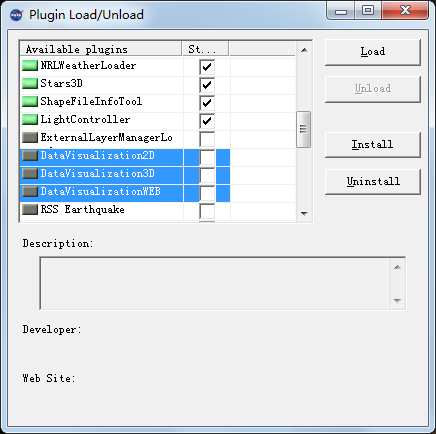 Plugin Load/Unload
Available plugins
St...
NRLWeatherLoader
Stars3D
ShapeFileInfoTool
LightController
ExternalLayerManagerLo
DataVisualization2D
DataVisualization3D
DataVisualizationWEB
RSS Earthquake
Load
Unload
Install
Uninstall
Description:
Developer:
Web Site: